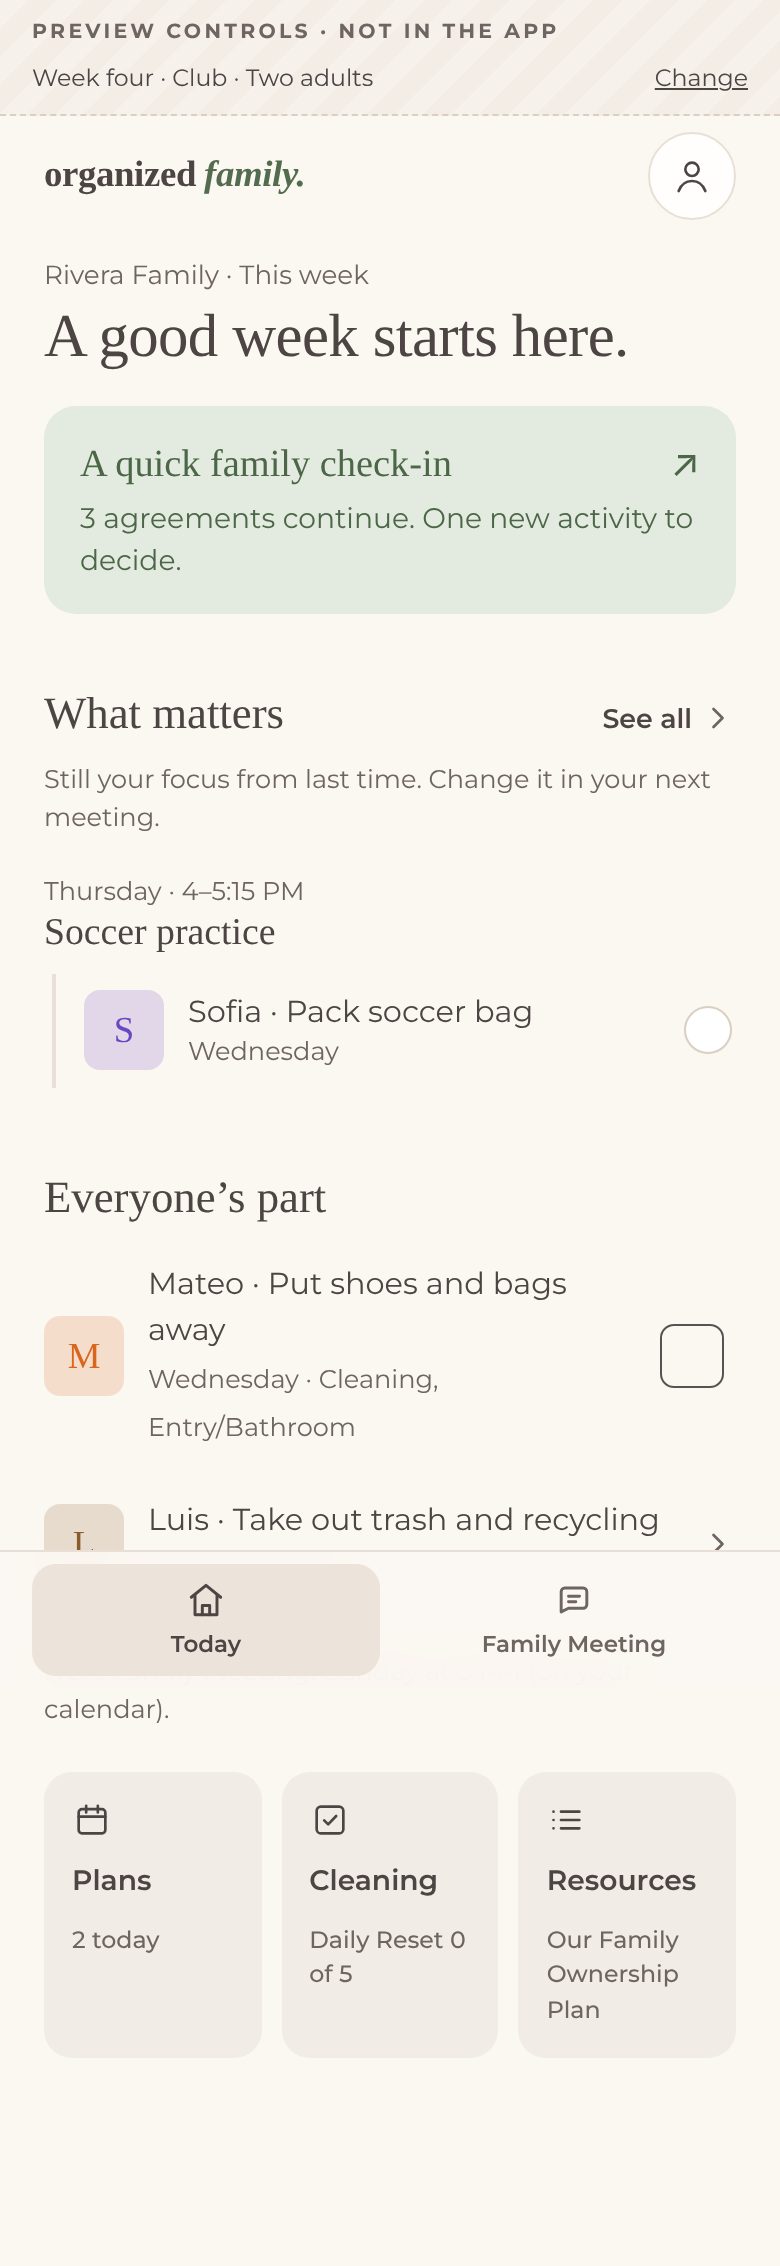 PREVIEW CONTROLS · NOT IN THE APP
Week four · Club · Two adults
Change
organized family.
Rivera Family · This week
A good week starts here.
A quick family check-in
3 agreements continue. One new activity to
decide.
What matters
See all
Still your focus from last time. Change it in your next
meeting.
Thursday · 4–5:15 PM
Soccer practice
S
Sofia · Pack soccer bag
Wednesday
Everyone’s part
Mateo · Put shoes and bags
away
M
Wednesday · Cleaning,
Entry/Bathroom
L
Luis · Take out trash and recycling
Today
Family Meeting
calendar).
Plans
2 today
Cleaning
Daily Reset 0
of 5
Resources
Our Family
Ownership
Plan